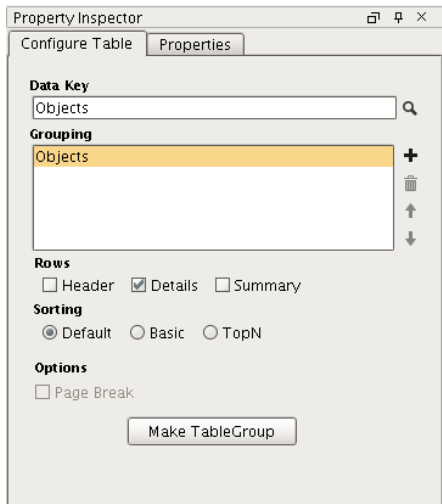 Property Inspector
Configure Table Properties
Data Key
Objects
Grouping
Objects
Rows
Header Details Summary
Sorting
Default Basic TopN
Options
Page Break
Make TableGroup